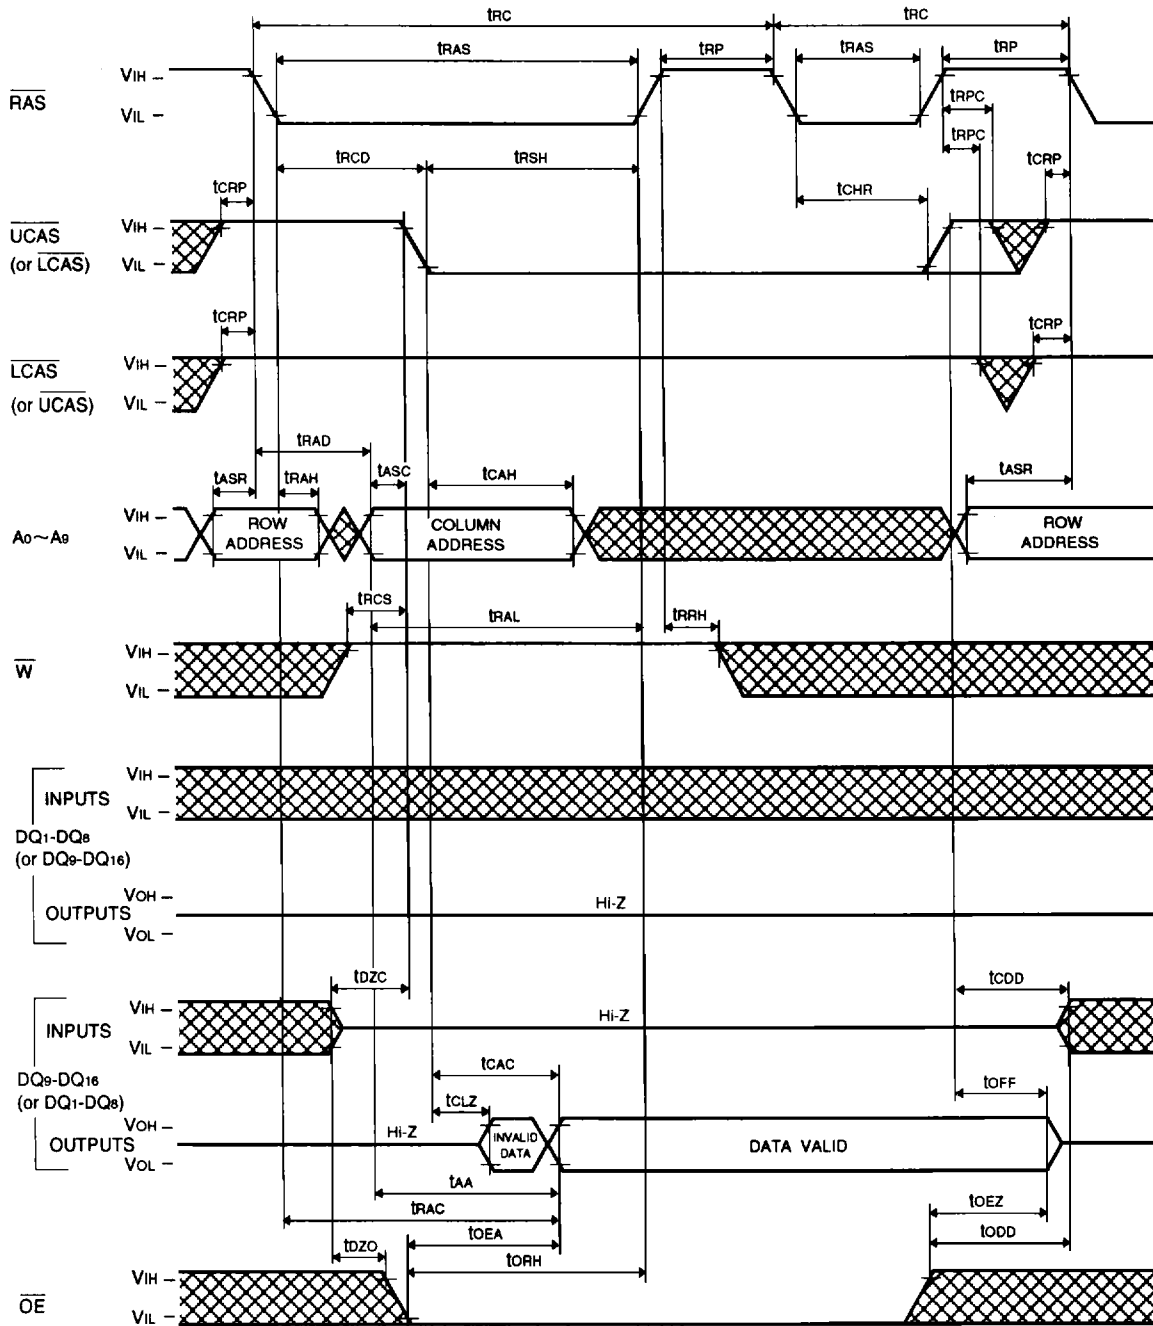 tRC tRC
tRAS tRP tRAS tRP
RAS VIH
VIL
tRPC
tRPC
tRCD tRSH
tCRP tCHR tCRP
UCAS VIH
(or LCAS) VIL
tCRP tCRP
LCAS VIH
(or UCAS) VIL
tRAD
tASR tRAH tASC tCAH tASR
A0~A9 VIH
VIL
ROW ADDRESS
COLUMN ADDRESS
ROW ADDRESS
tRCS tRAL tRRH
W VIH
VIL
VIH
INPUTS
VIL
DQ1-DQ8
(or DQ9-DQ16)
VOH
OUTPUTS Hi-Z
VOL
tDZC tCDD
VIH
INPUTS Hi-Z
VIL
tCAC
DQ9-DQ16
(or DQ1-DQ8)
tCLZ tOFF
VOH
OUTPUTS Hi-Z INVALID DATA DATA VALID
VOL
tAA
tRAC tOEZ
tOEA tODD
tDZO tORH
VIH
OE
VIL